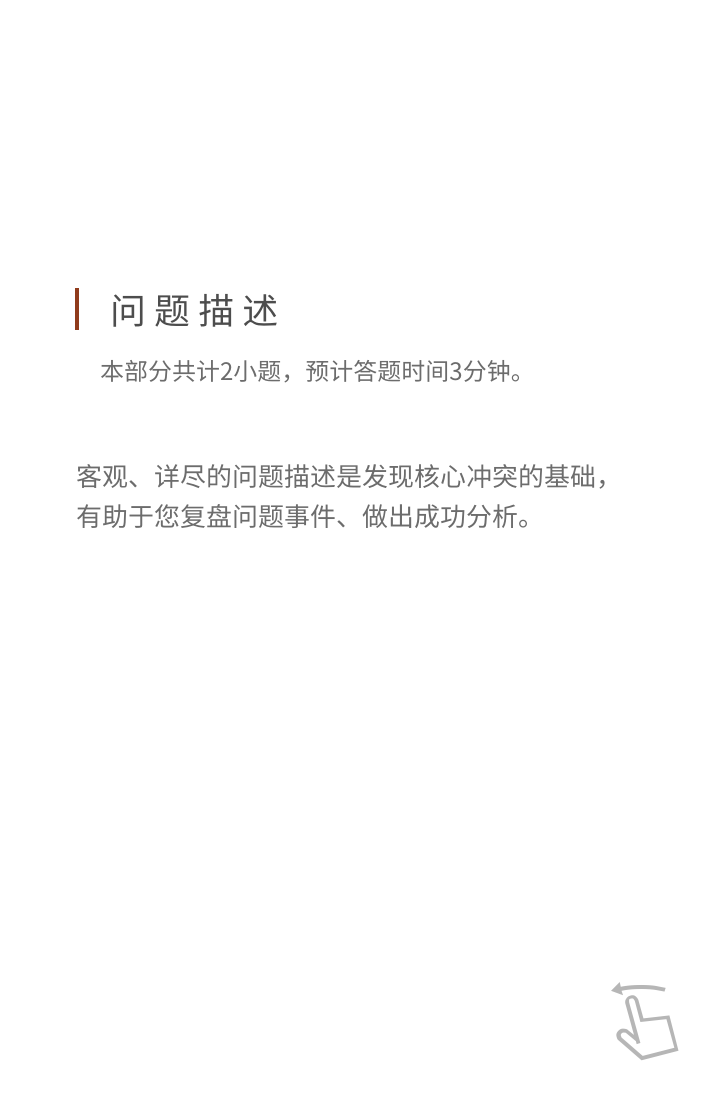 问题描述
本部分共计2小题，预计答题时间3分钟。
客观、详尽的问题描述是发现核心冲突的基础，
有助于您复盘问题事件、做出成功分析。